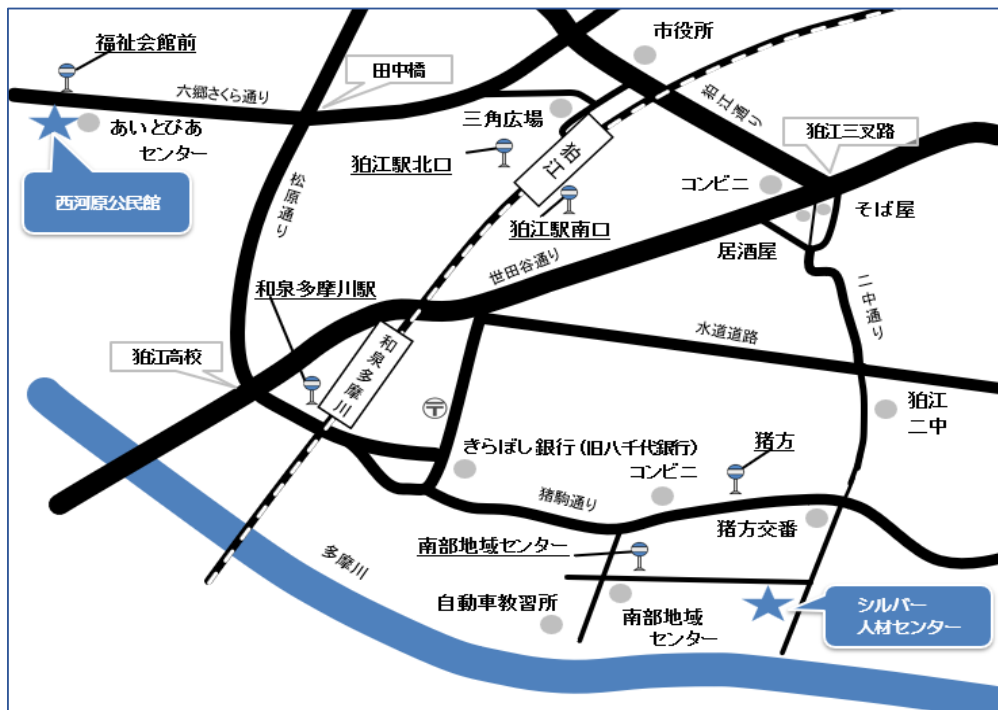 福祉会館前
市役所
田中橋
六郷さくら通り
狛江通り
三角広場
あいとぴあ
センター
狛江三叉路
狛江
狛江駅北口
コンビニ
西河原公民館
松原通り
そば屋
狛江駅南口
居酒屋
世田谷通り
二中通り
和泉多摩川駅
水道道路
和泉多摩川
狛江高校
狛江
二中
〒
きらぼし銀行(旧八千代銀行)
猪方
コンビニ
猪駒通り
猪方交番
南部地域センター
多摩川
自動車教習所
南部地域
センター
シルバー
人材センター